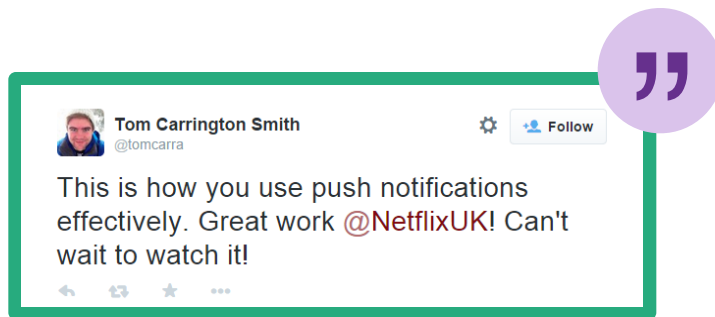 Tom Carrington Smith
@tomcarra
Follow
This is how you use push notifications
effectively. Great work @NetflixUK! Can't
wait to watch it!